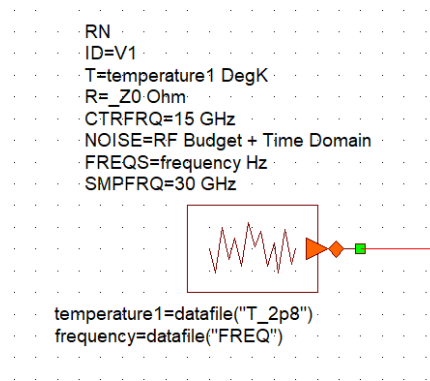 RN
ID=V1
T=temperature1 DegK
R=_Z0 Ohm
CTRFRQ=15 GHz
NOISE=RF Budget + Time Domain
FREQS=frequency Hz
SMPFRQ=30 GHz
temperature1=datafile("T_2p8")
frequency=datafile("FREQ")